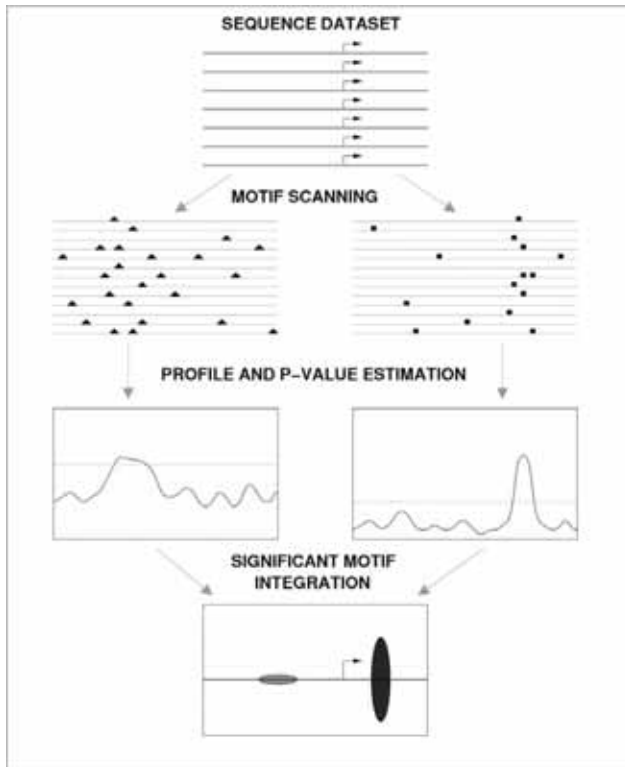 SEQUENCE DATASET
MOTIF SCANNING
PROFILE AND P−VALUE ESTIMATION
SIGNIFICANT MOTIF
INTEGRATION